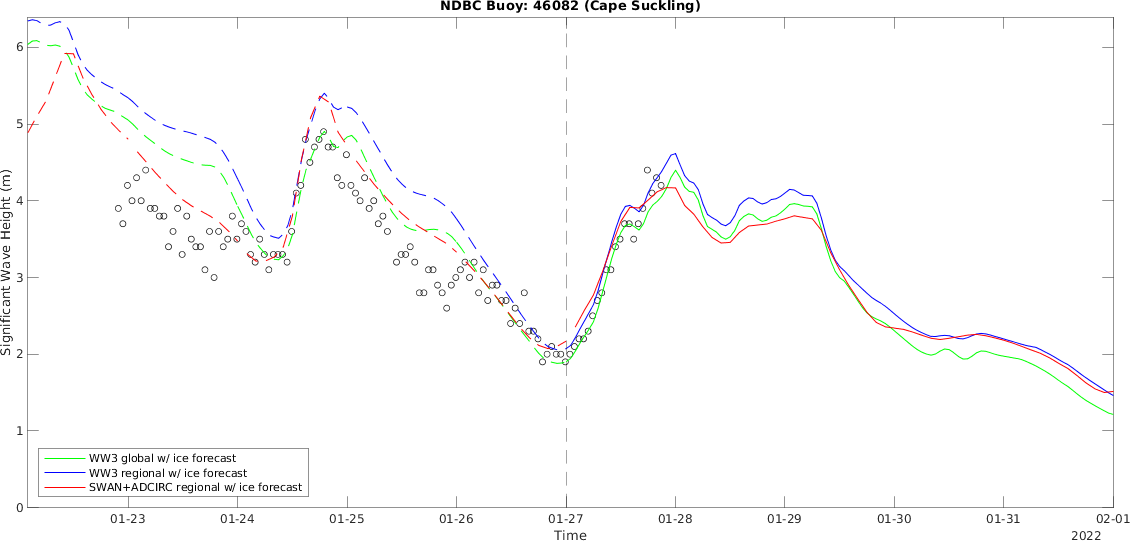 NDBC Buoy: 46082 (Cape Suckling)
Significant Wave Height (m)
6
5
4
3
2
1
0
WW3 global w/ ice forecast
WW3 regional w/ ice forecast
SWAN+ADCIRC regional w/ ice forecast
01-23 01-24 01-25 01-26 01-27 01-28 01-29 01-30 01-31 02-01
Time
2022